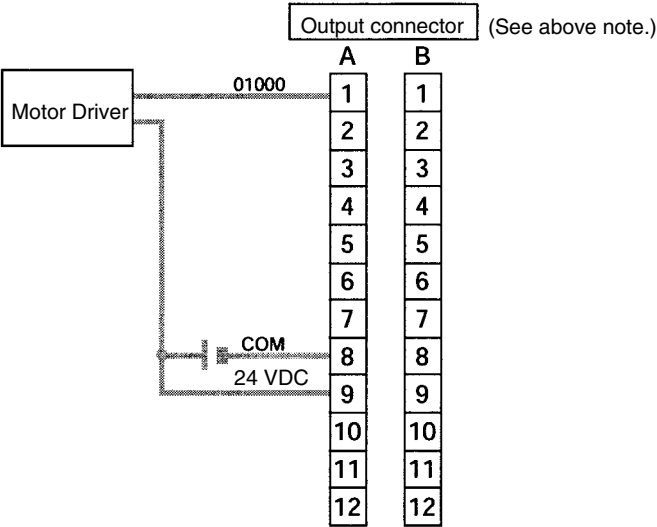 Output connector (See above note.)
A B
01000
Motor Driver
1 1
2 2
3 3
4 4
5 5
6 6
7 7
COM
8 8
24 VDC
9 9
10 10
11 11
12 12